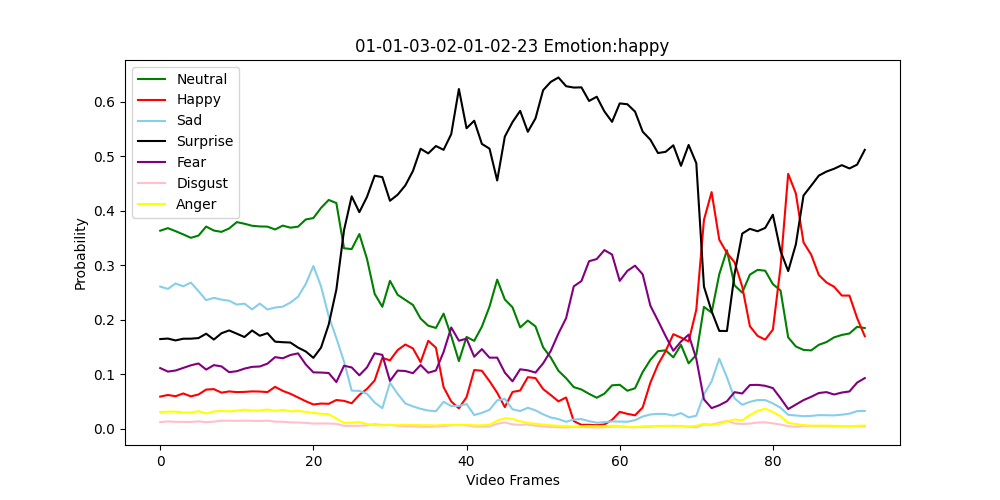 01-01-03-02-01-02-23 Emotion:happy
Neutral
Happy
Sad
Surprise
Fear
Disgust
Anger
Probability
0.6
0.5
0.4
0.3
0.2
0.1
0.0
0 20 40 60 80
Video Frames